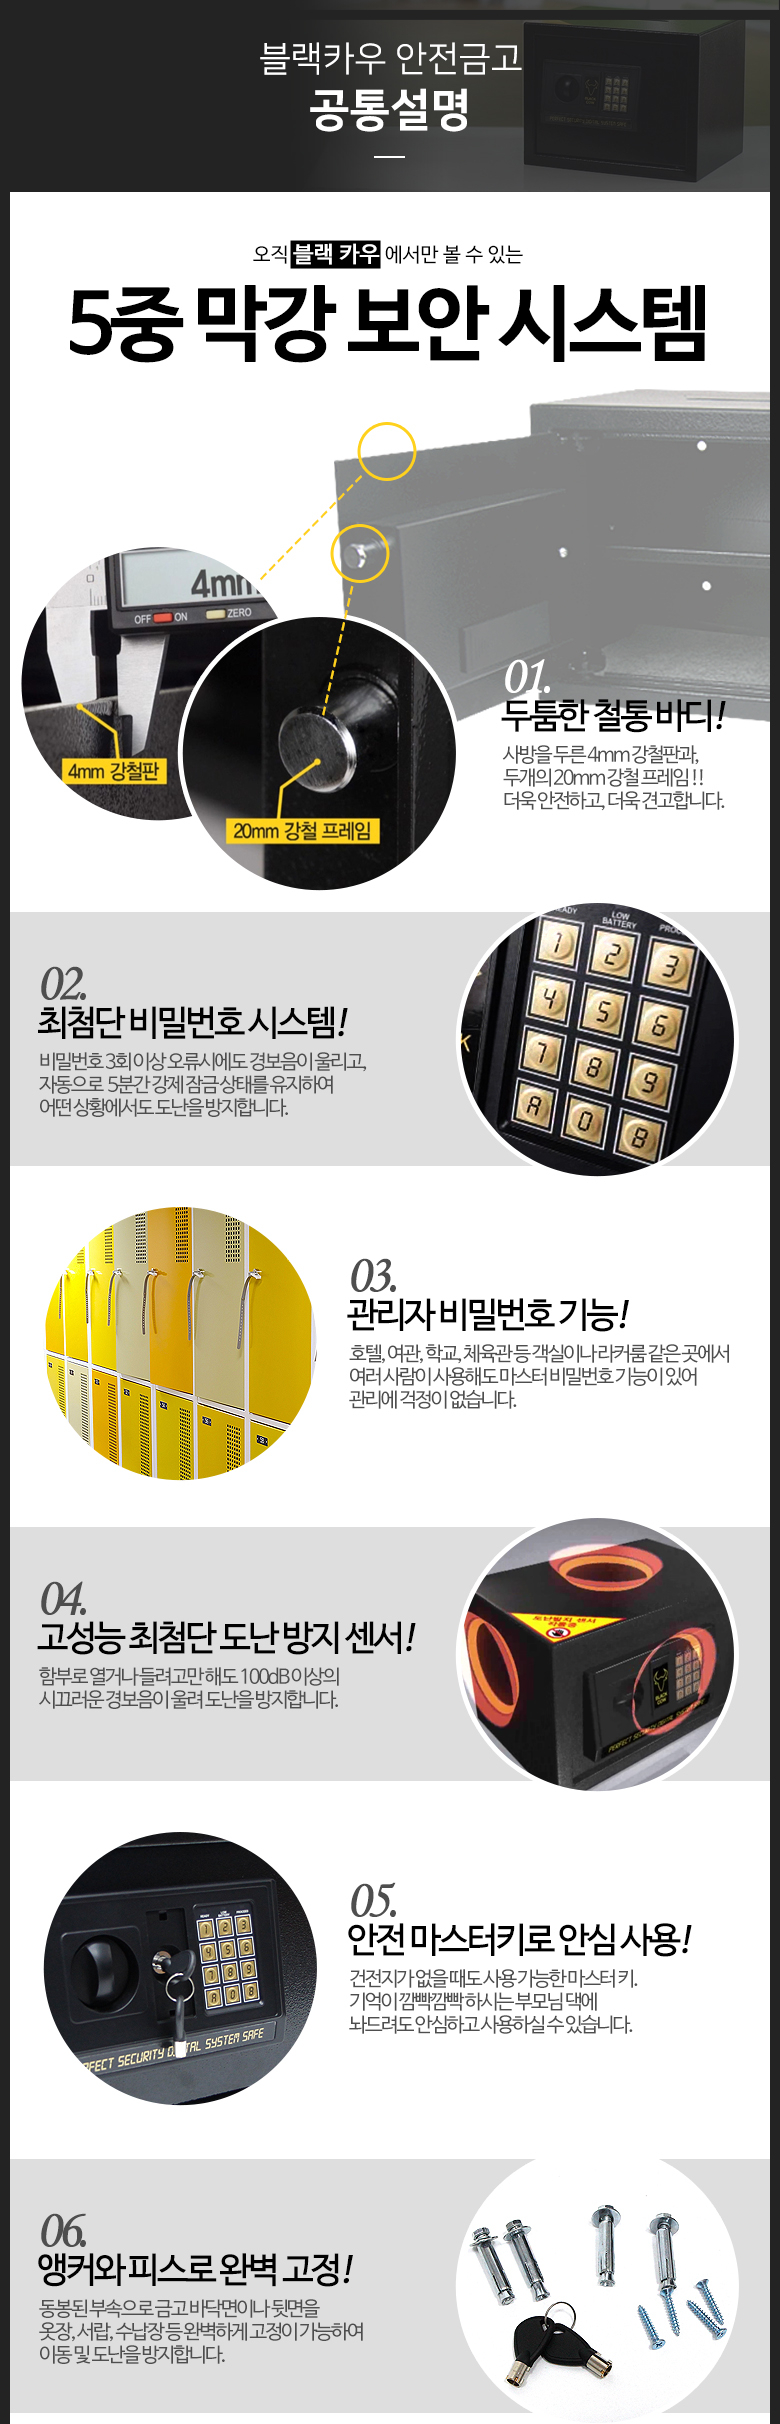 블랙카우 안전금고
공통설명
오직 블랙 카우 에서만 볼 수 있는
5중 막강 보안 시스템
4mm
OFF ON ZERO
4mm 강철판
20mm 강철 프레임
01.
두툼한 철통 바디!
사방을 두른 4mm 강철판과,
두개의 20mm 강철 프레임 !!
더욱 안전하고, 더욱 견고합니다.
02.
최첨단 비밀번호 시스템!
비밀번호 3회 이상 오류시에도 경보음이 울리고,
자동으로 5분간 강제 잠금 상태를 유지하여
어떤 상황에서도 도난을 방지합니다.
LOW
BATTERY
1 2 3
4 5 6
7 8 9
A 0 B
03.
관리자 비밀번호 기능!
호텔, 여관, 학교, 체육관 등 객실이나 라커룸 같은 곳에서
여러 사람이 사용해도 마스터 비밀번호 기능이 있어
관리에 걱정이 없습니다.
04.
고성능 최첨단 도난 방지 센서!
함부로 열거나 들려고만 해도 100dB 이상의
시끄러운 경보음이 울려 도난을 방지합니다.
도난방지 센서
작동중
BLACK
COW
PERFECT SECURITY DIGITAL SYSTEM SAFE
05.
안전 마스터키로 안심 사용!
건전지가 없을 때도 사용 가능한 마스터 키.
기억이 깜빡깜빡 하시는 부모님 댁에
놔드려도 안심하고 사용하실 수 있습니다.
READY LOW BATTERY PROCEED
1 2 3
4 5 6
7 8 9
A 0 B
RFECT SECURITY D TAL SYSTEM SAFE
06.
앵커와 피스로 완벽 고정!
동봉된 부속으로 금고 바닥면이나 뒷면을
옷장, 서랍, 수납장 등 완벽하게 고정이 가능하여
이동 및 도난을 방지합니다.